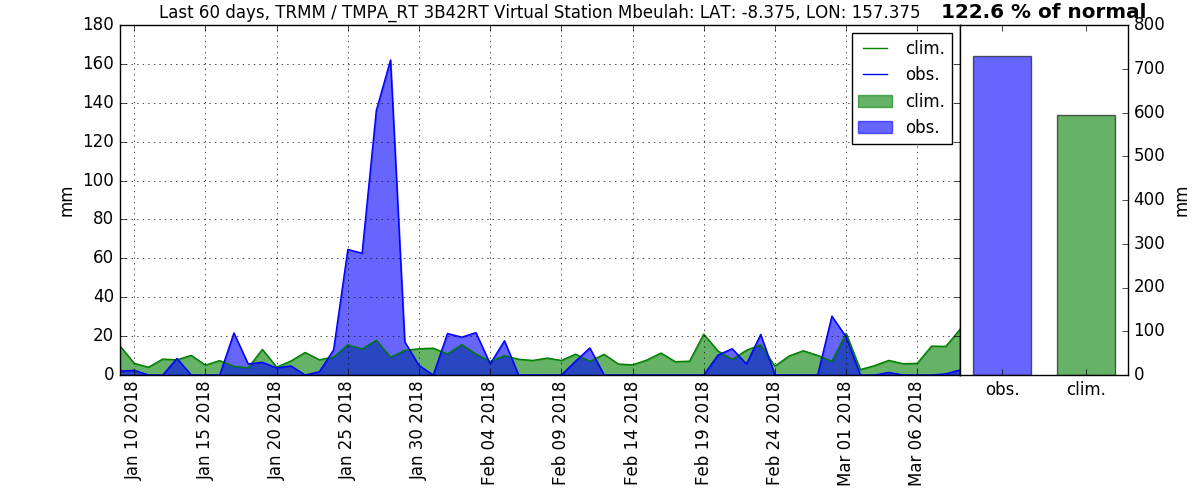 Last 60 days, TRMM / TMPA_RT 3B42RT Virtual Station Mbeulah: LAT: -8.375, LON: 157.375
122.6 % of normal
180
160
140
120
100
80
60
40
20
0
mm
clim.
obs.
clim.
obs.
800
700
600
500
400
300
200
100
0
mm
Jan 10 2018
Jan 15 2018
Jan 20 2018
Jan 25 2018
Jan 30 2018
Feb 04 2018
Feb 09 2018
Feb 14 2018
Feb 19 2018
Feb 24 2018
Mar 01 2018
Mar 06 2018
obs.
clim.